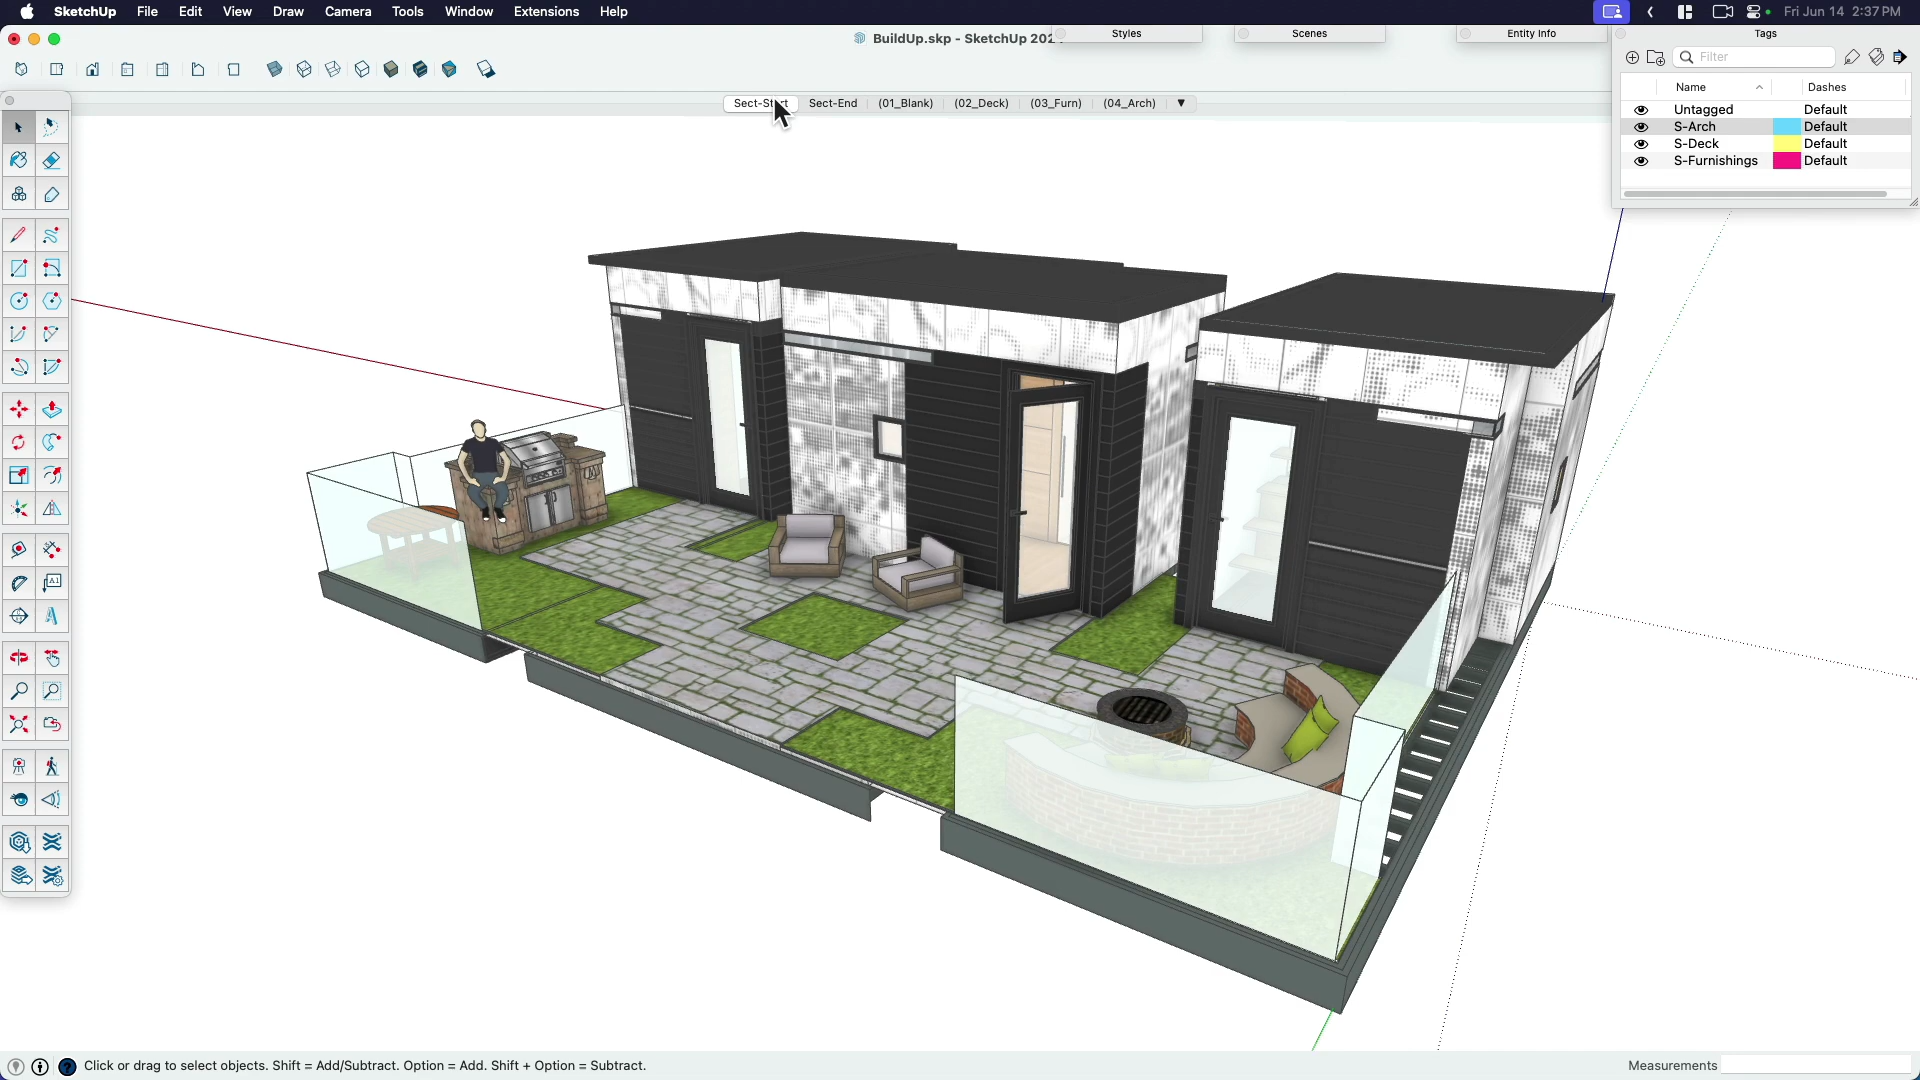 SketchUp File Edit View Draw Camera Tools Window Extensions Help Fri Jun 14 2:37 PM
BuildUp.skp - SketchUp 202
Styles
Scenes
Entity Info
Tags
Filter
Sect-Start Sect-End (01_Blank) (02_Deck) (03_Furn) (04_Arch)
Name Dashes
Untagged Default
S-Arch Default
S-Deck Default
S-Furnishings Default
A1
Click or drag to select objects. Shift = Add/Subtract. Option = Add. Shift + Option = Subtract.
Measurements